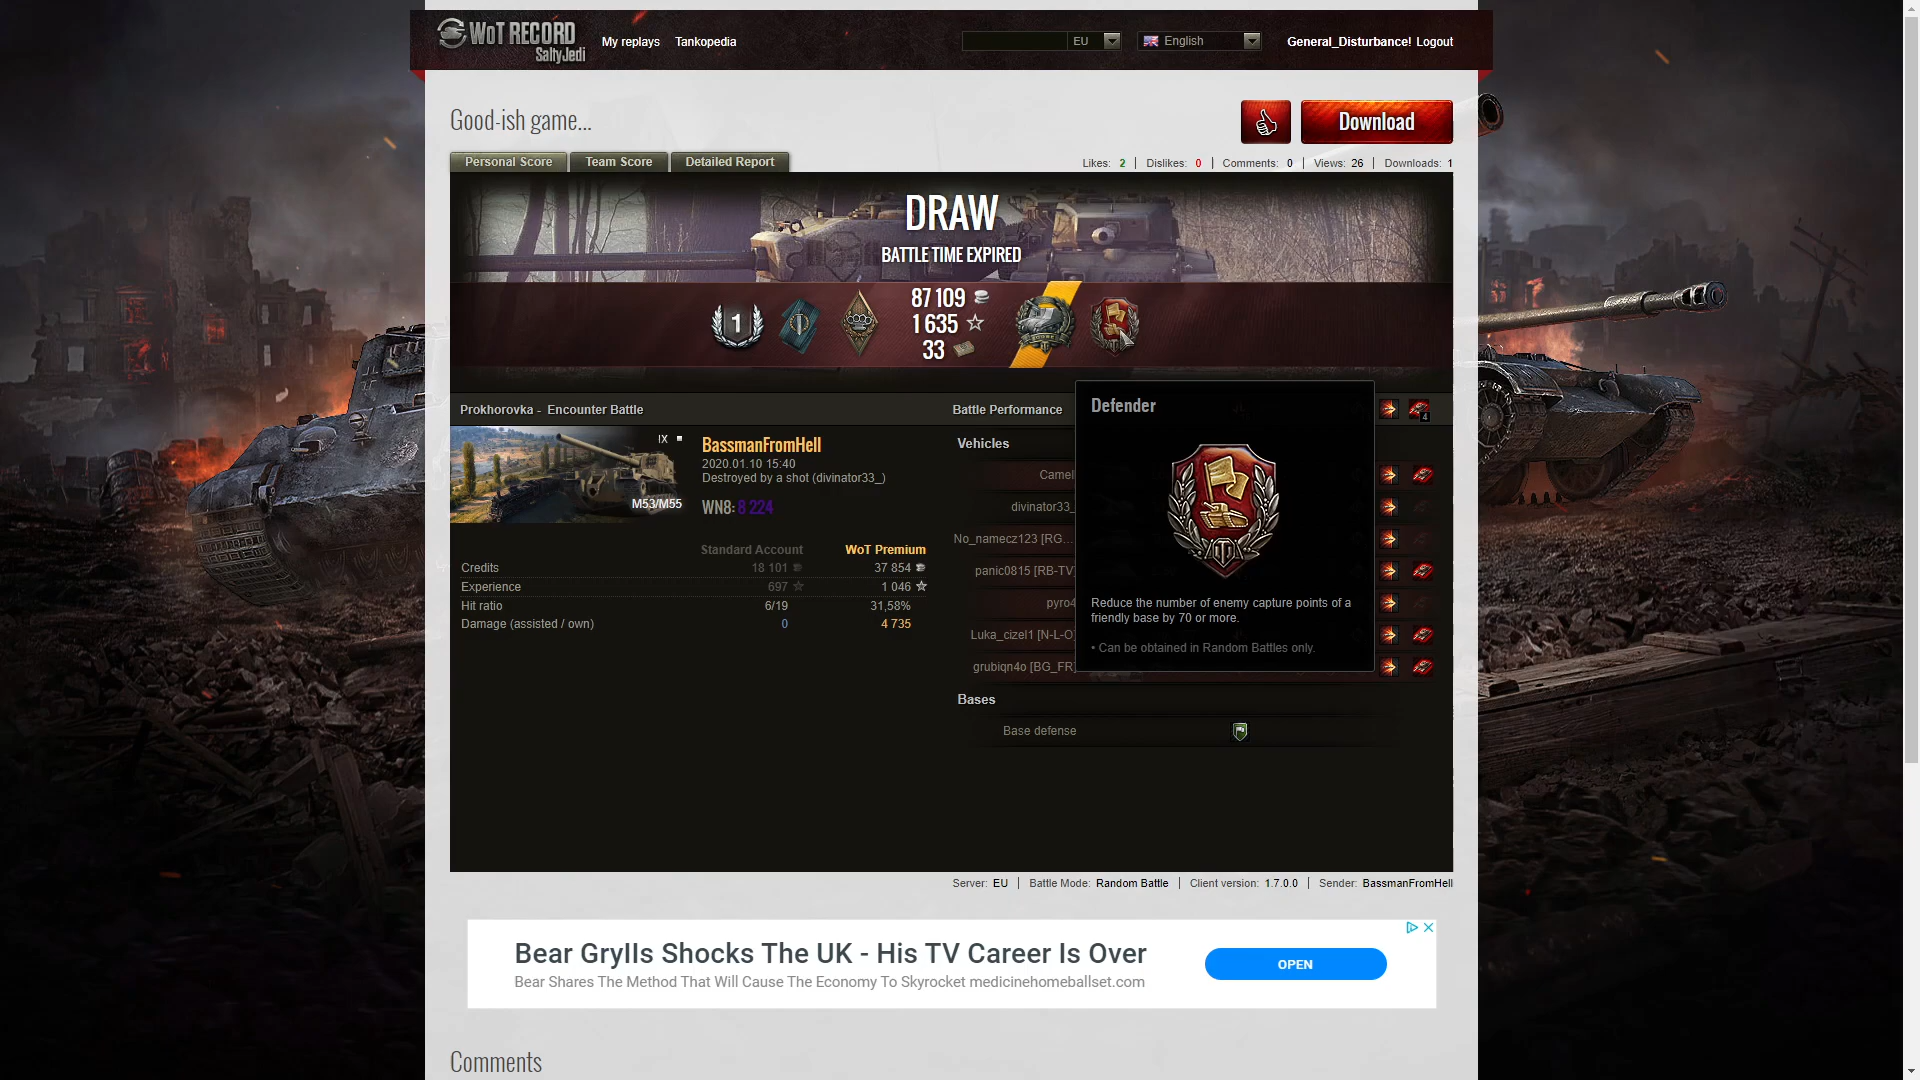 WoT RECORD
SaltyJedi
My replays
Tankopedia
EU
English
General_Disturbance! Logout
Good-ish game...
Download
Personal Score
Team Score
Detailed Report
Likes: 2 | Dislikes: 0 | Comments: 0 | Views: 26 | Downloads: 1
DRAW
BATTLE TIME EXPIRED
1
87 109
1 635
33
Prokhorovka - Encounter Battle
Battle Performance
4
IX
M53/M55
BassmanFromHell
2020.01.10 15:40
Destroyed by a shot (divinator33_)
WN8: 8 224
Standard Account
WoT Premium
Credits 18 101 37 854
Experience 697 1 046
Hit ratio 6/19 31,58%
Damage (assisted / own) 0 4 735
Vehicles
Camel
divinator33_
No_namecz123 [RG...
panic0815 [RB-TV]
pyro4
Luka_cizel1 [N-L-O]
grubiqn4o [BG_FR]
Bases
Base defense
Defender
Reduce the number of enemy capture points of a
friendly base by 70 or more.
• Can be obtained in Random Battles only.
Server: EU | Battle Mode: Random Battle | Client version: 1.7.0.0 | Sender: BassmanFromHell
Bear Grylls Shocks The UK - His TV Career Is Over
Bear Shares The Method That Will Cause The Economy To Skyrocket medicinehomeballset.com
OPEN
Comments